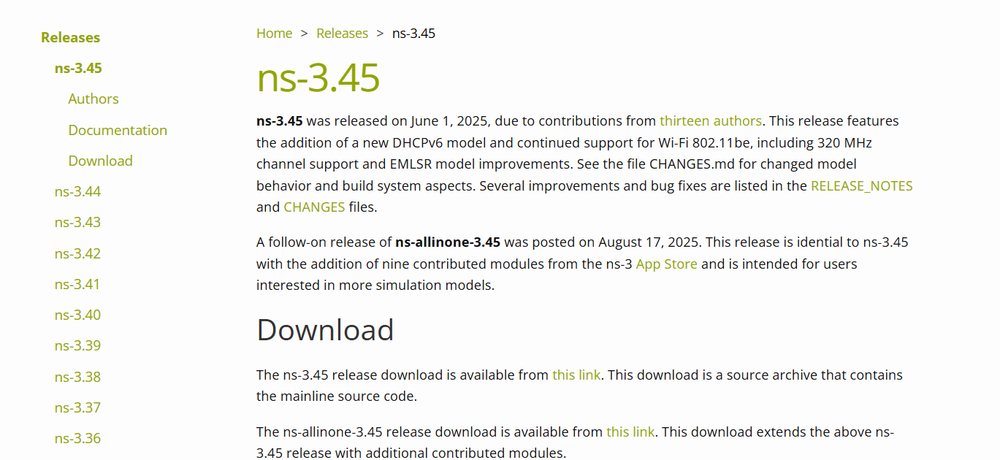 Releases
ns-3.45
Authors
Documentation
Download
ns-3.44
ns-3.43
ns-3.42
ns-3.41
ns-3.40
ns-3.39
ns-3.38
ns-3.37
ns-3.36
Home > Releases > ns-3.45
ns-3.45
ns-3.45 was released on June 1, 2025, due to contributions from thirteen authors. This release features
the addition of a new DHCPv6 model and continued support for Wi-Fi 802.11be, including 320 MHz
channel support and EMLSR model improvements. See the file CHANGES.md for changed model
behavior and build system aspects. Several improvements and bug fixes are listed in the RELEASE_NOTES
and CHANGES files.
A follow-on release of ns-allinone-3.45 was posted on August 17, 2025. This release is idential to ns-3.45
with the addition of nine contributed modules from the ns-3 App Store and is intended for users
interested in more simulation models.
Download
The ns-3.45 release download is available from this link. This download is a source archive that contains
the mainline source code.
The ns-allinone-3.45 release download is available from this link. This download extends the above ns-
3.45 release with additional contributed modules.